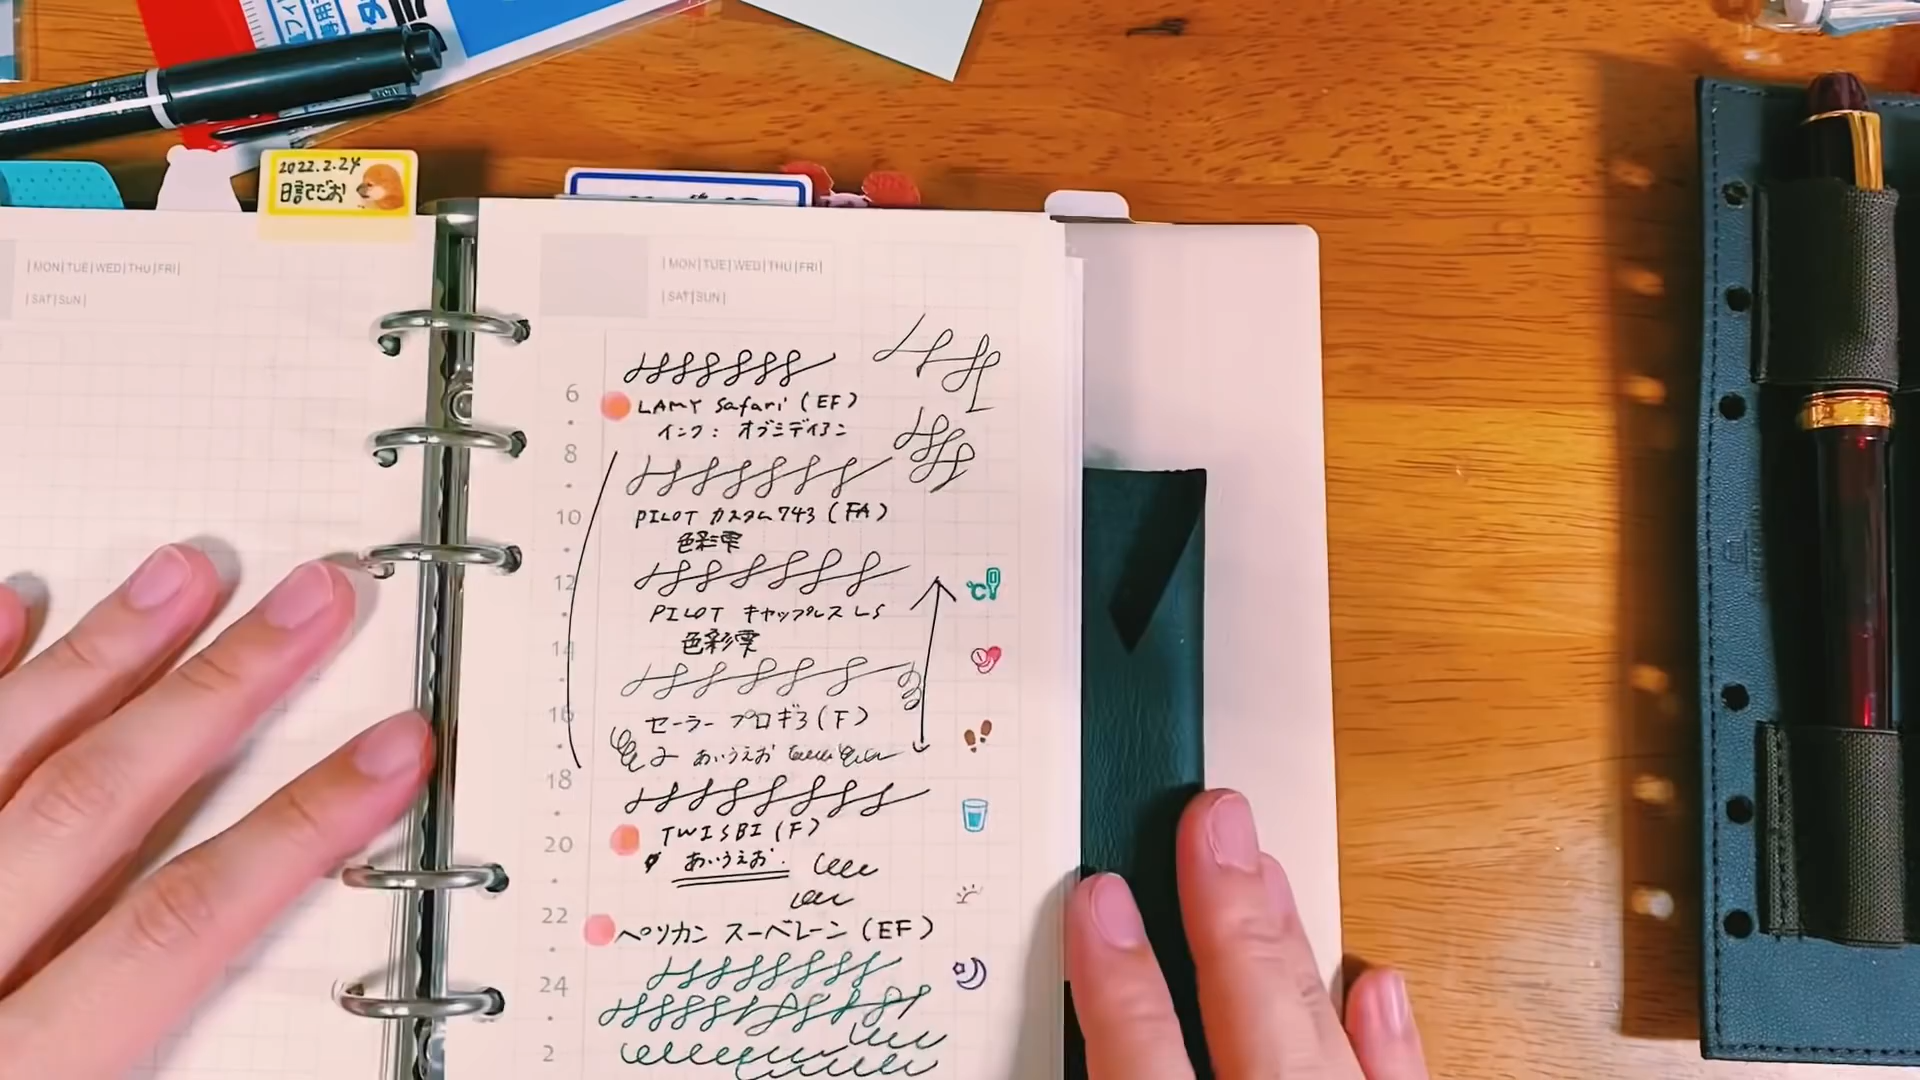 2022.2.24
日記だお
|MON|TUE|WED|THU|FRI|
|SAT|SUN|
|MON|TUE|WED|THU|FRI|
|SAT|SUN|
6
LAMY Safari (EF)
インク: オブシディアン
8
10
PILOT カスタム743 (FA)
色彩雫
12
PILOT キャップレス LS
色彩雫
14
16
セーラー プロギ3 (F)
あいうえお
18
TWISBI (F)
20
あいうえお.
22
ペリカン スーベレーン (EF)
24
2